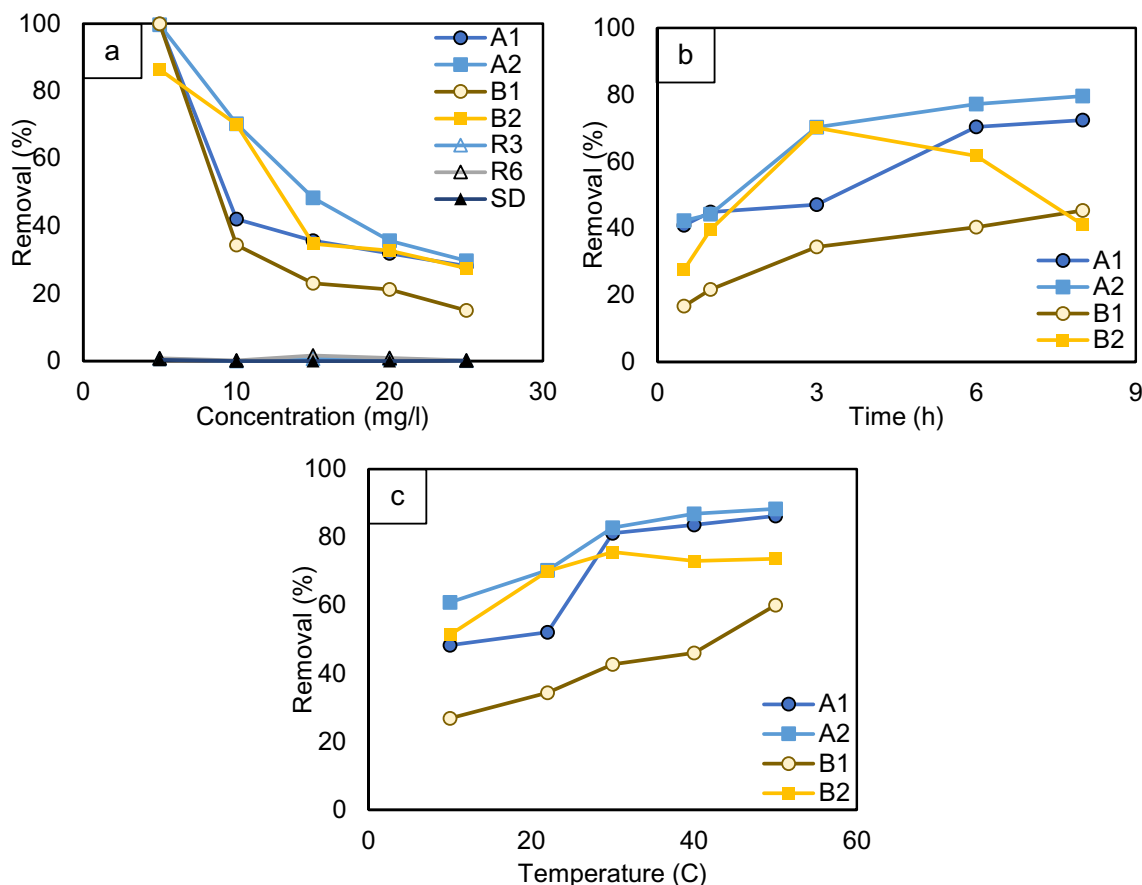 a
100
80
60
40
20
0
Removal (%)
0 10 20 30
Concentration (mg/l)
A1
A2
B1
B2
R3
R6
SD
b
100
80
60
40
20
0
Removal (%)
0 3 6 9
Time (h)
A1
A2
B1
B2
c
100
80
60
40
20
0
Removal (%)
0 20 40 60
Temperature (C)
A1
A2
B1
B2